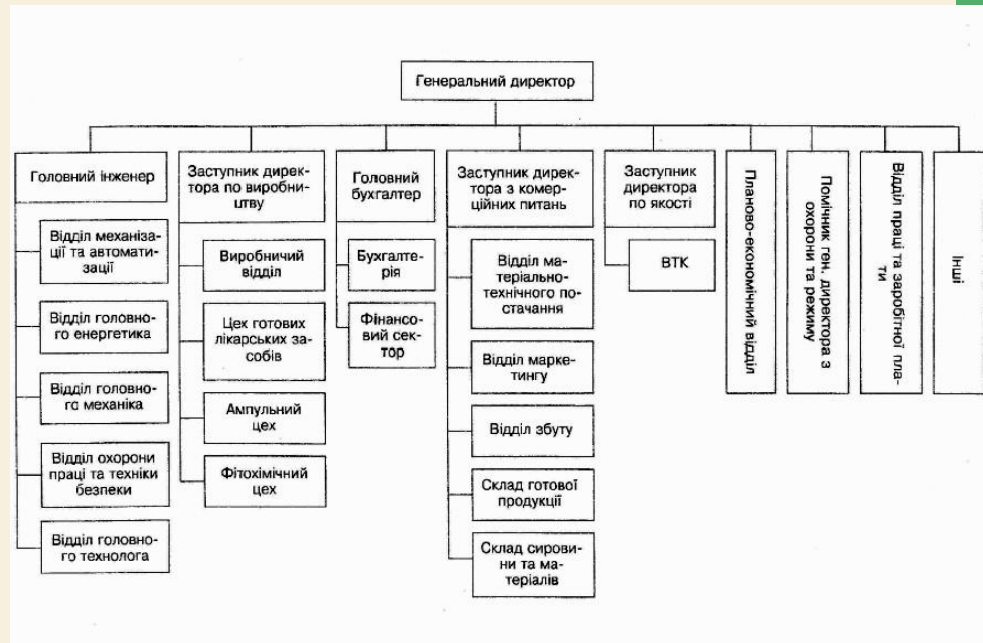 Генеральний директор
Головний інженер
Відділ механіза-
ції та автомати-
зації
Відділ головно-
го енергетика
Відділ головно-
го механіка
Відділ охорони
праці та техніки
безпеки
Відділ головно-
го технолога
Заступник дирек-
тора по виробни-
цтву
Виробничий
відділ
Цех готових
лікарських за-
собів
Ампульний
цех
Фітохімічний
цех
Головний
бухгалтер
Бухгалте-
рія
Фінансо-
вий сек-
тор
Заступник дирек-
тора з комер-
ційних питань
Відділ ма-
теріально-
технічного по-
стачання
Відділ марке-
тингу
Відділ збуту
Склад готової
продукції
Склад сирови-
ни та ма-
теріалів
Заступник
директора
по якості
ВТК
Планово-економічний відділ
Помічник ген. директора з
охорони та режиму
Відділ праці та заробітної пла-
ти
Інші